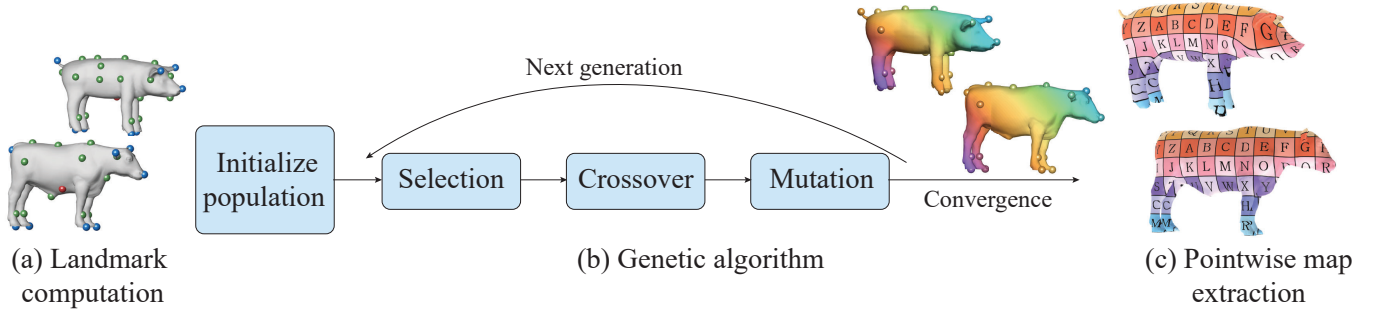 Next generation
Initialize
population
Selection
Crossover
Mutation
Convergence
(a) Landmark
computation
(b) Genetic algorithm
(c) Pointwise map
extraction
Z A B C D E F G
J K L M N O
X
H
Z A B C D E F G
J K L M N O
V W X Y
H